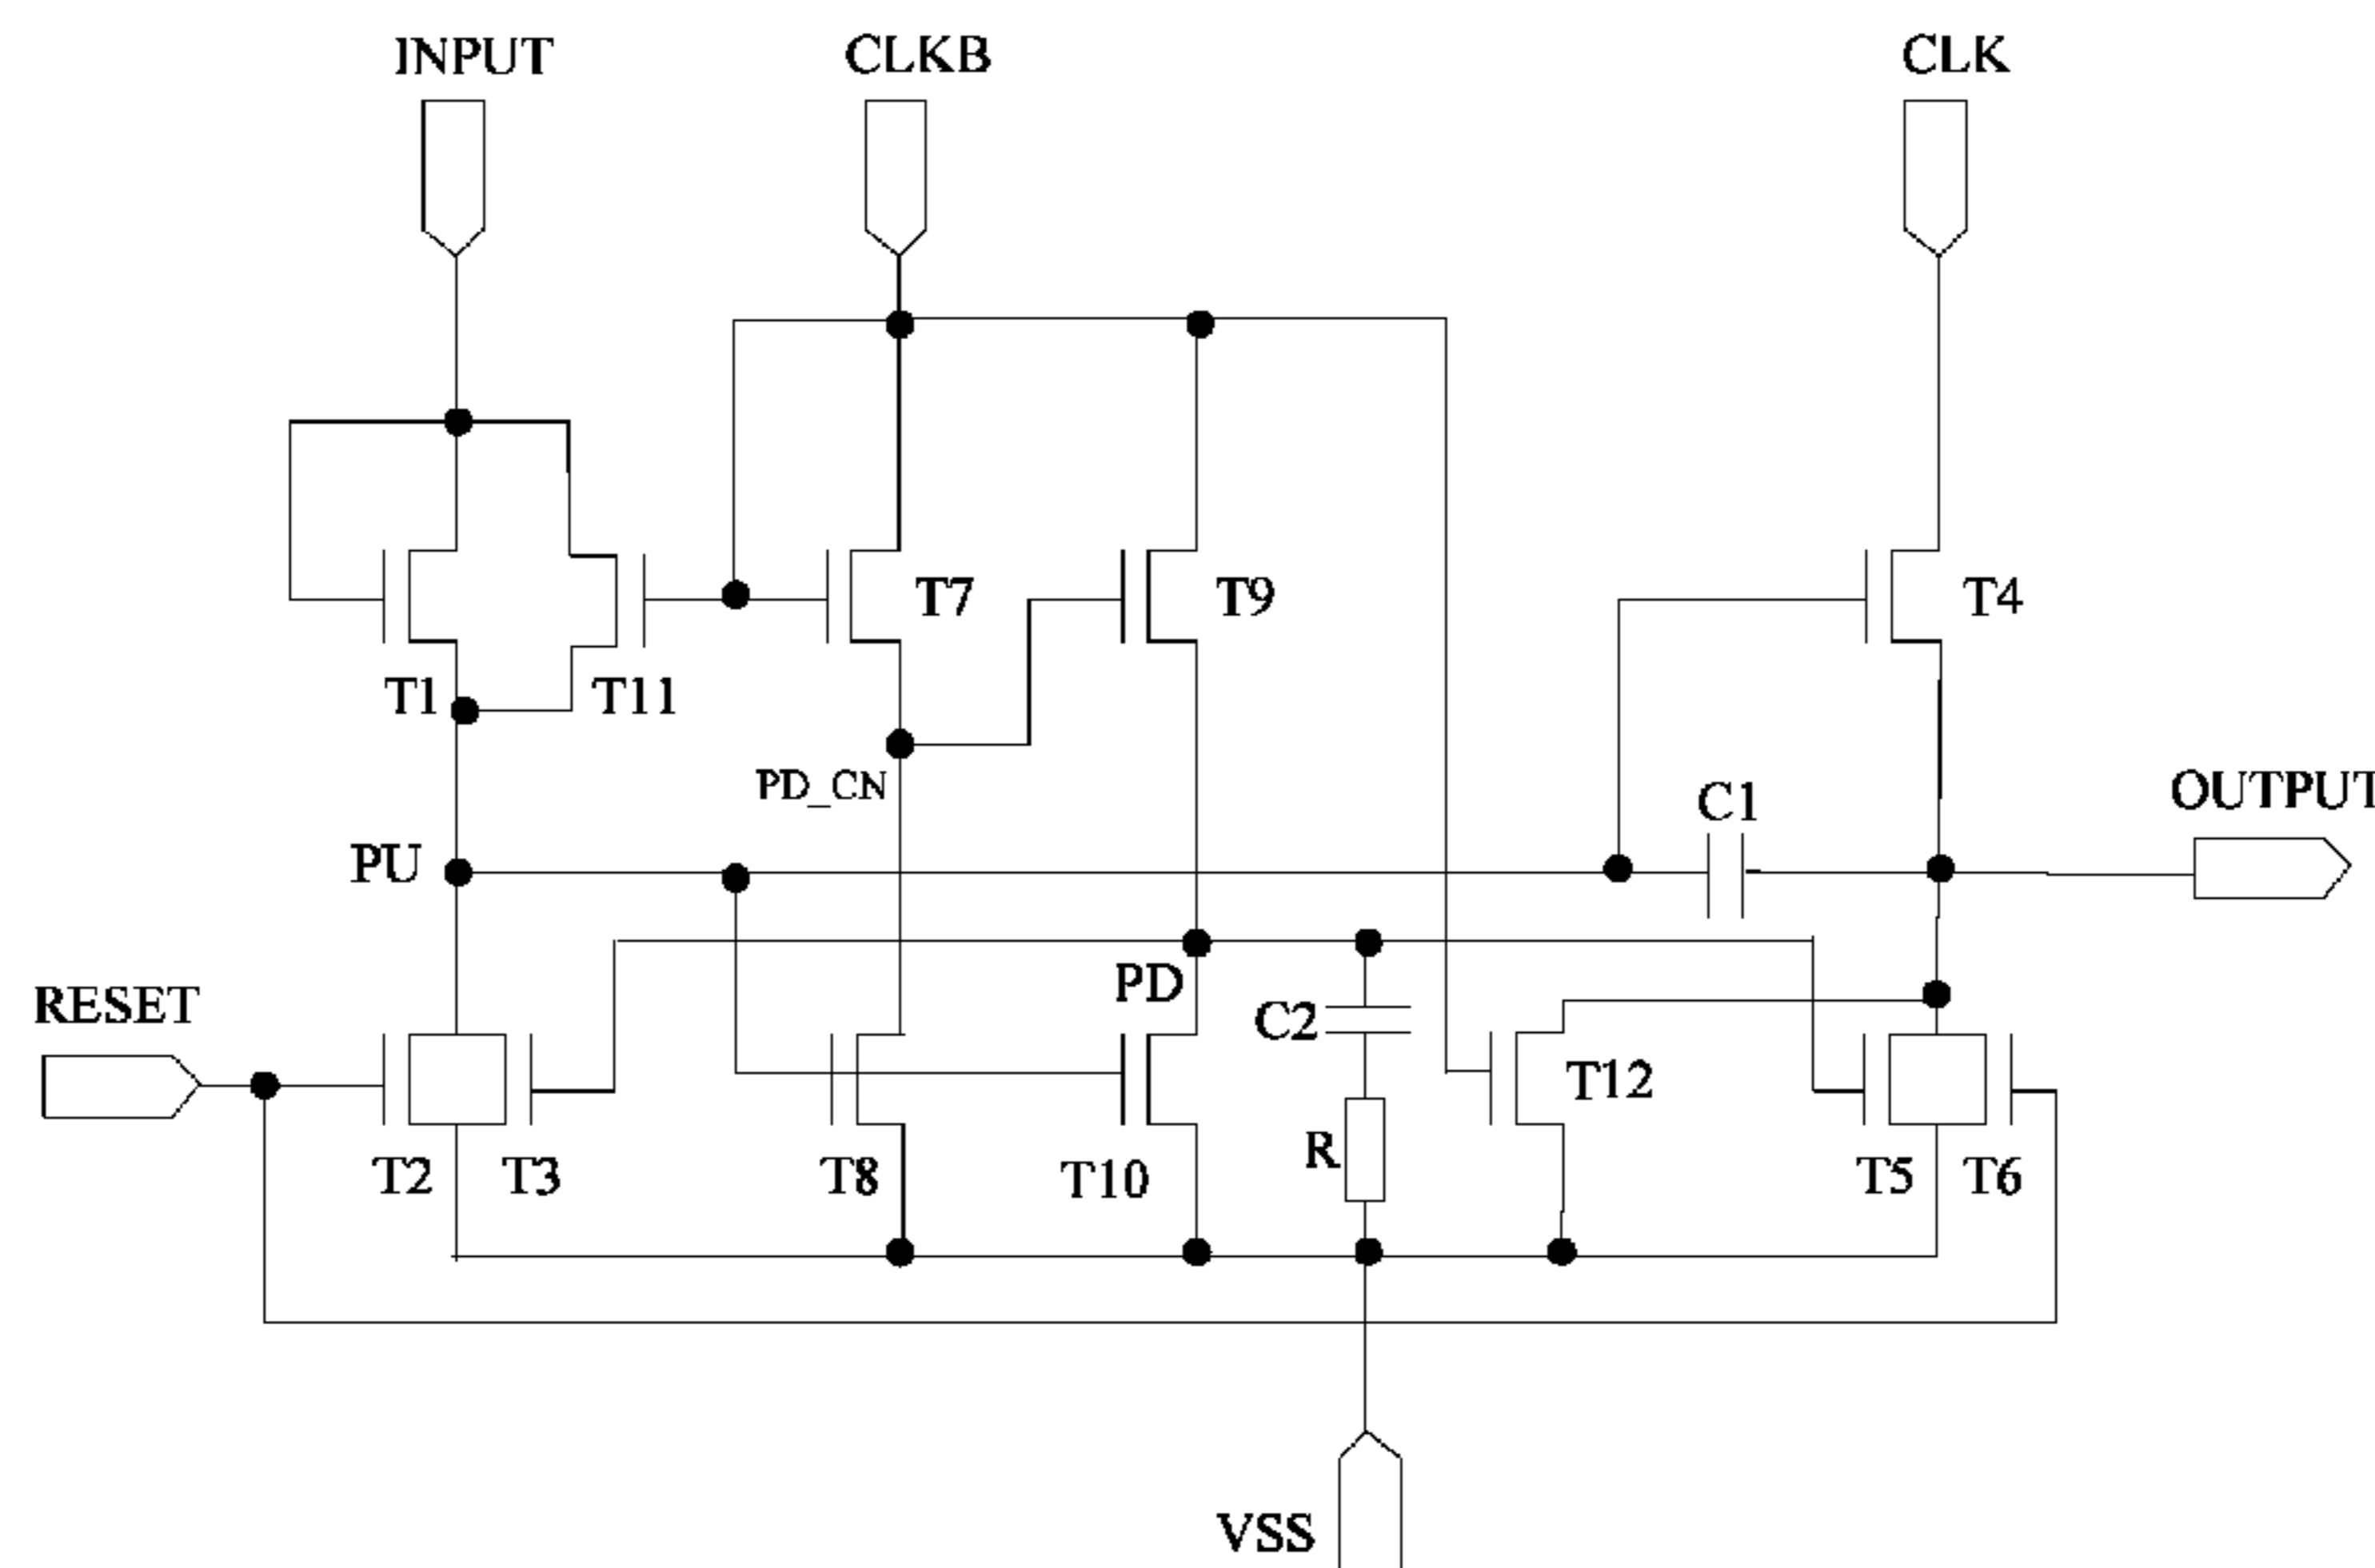 INPUT CLKB CLK
T7 T9 T4
T1 T11
PD_CN
C1 OUTPUT
PU
RESET
PD
C2
T12
R
T2 T3 T8 T10 T5 T6
VSS